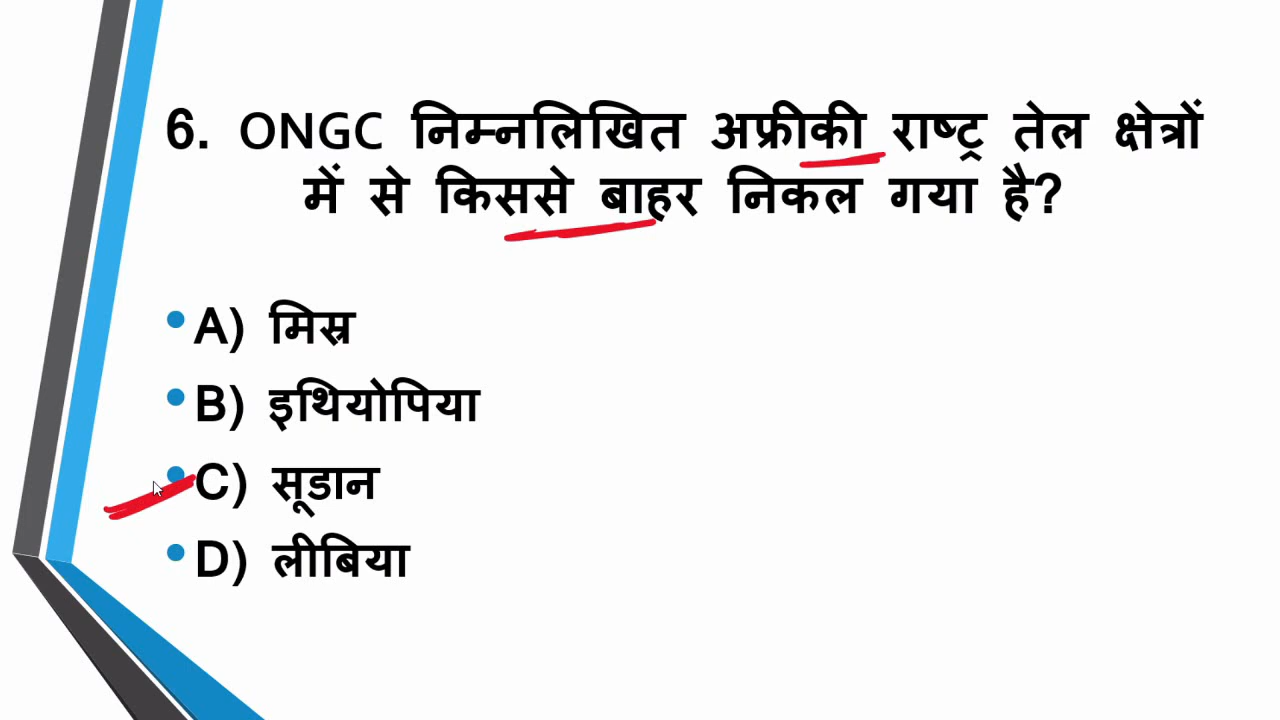 6. ONGC निम्नलिखित अफ्रीकी राष्ट्र तेल क्षेत्रों
में से किससे बाहर निकल गया है?
A) मिस्र
B) इथियोपिया
C) सूडान
D) लीबिया